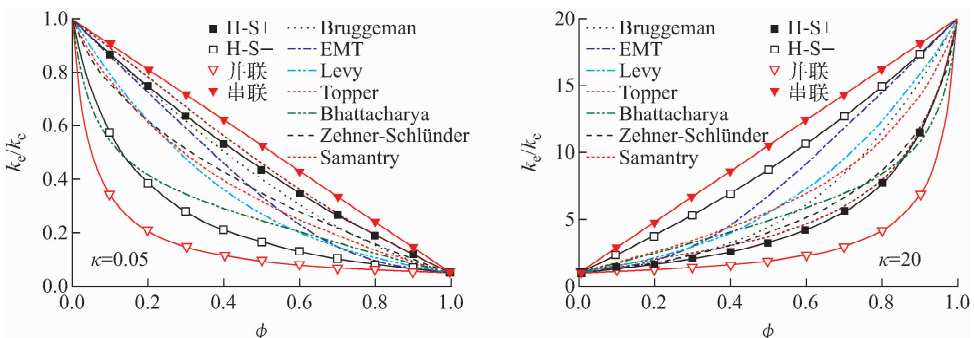 1.0
0.8
0.6
0.4
0.2
0.0
kₑ/k_c
κ=0.05
0.0 0.2 0.4 0.6 0.8 1.0
ϕ
H-S+
H-S−
并联
串联
Bruggeman
EMT
Levy
Topper
Bhattacharya
Zehner-Schlünder
Samantry
20
15
10
5
0
kₑ/k_c
κ=20
0.0 0.2 0.4 0.6 0.8 1.0
ϕ
Bruggeman
EMT
Levy
Topper
Bhattacharya
Zehner-Schlünder
Samantry
H-S+
H-S−
并联
串联